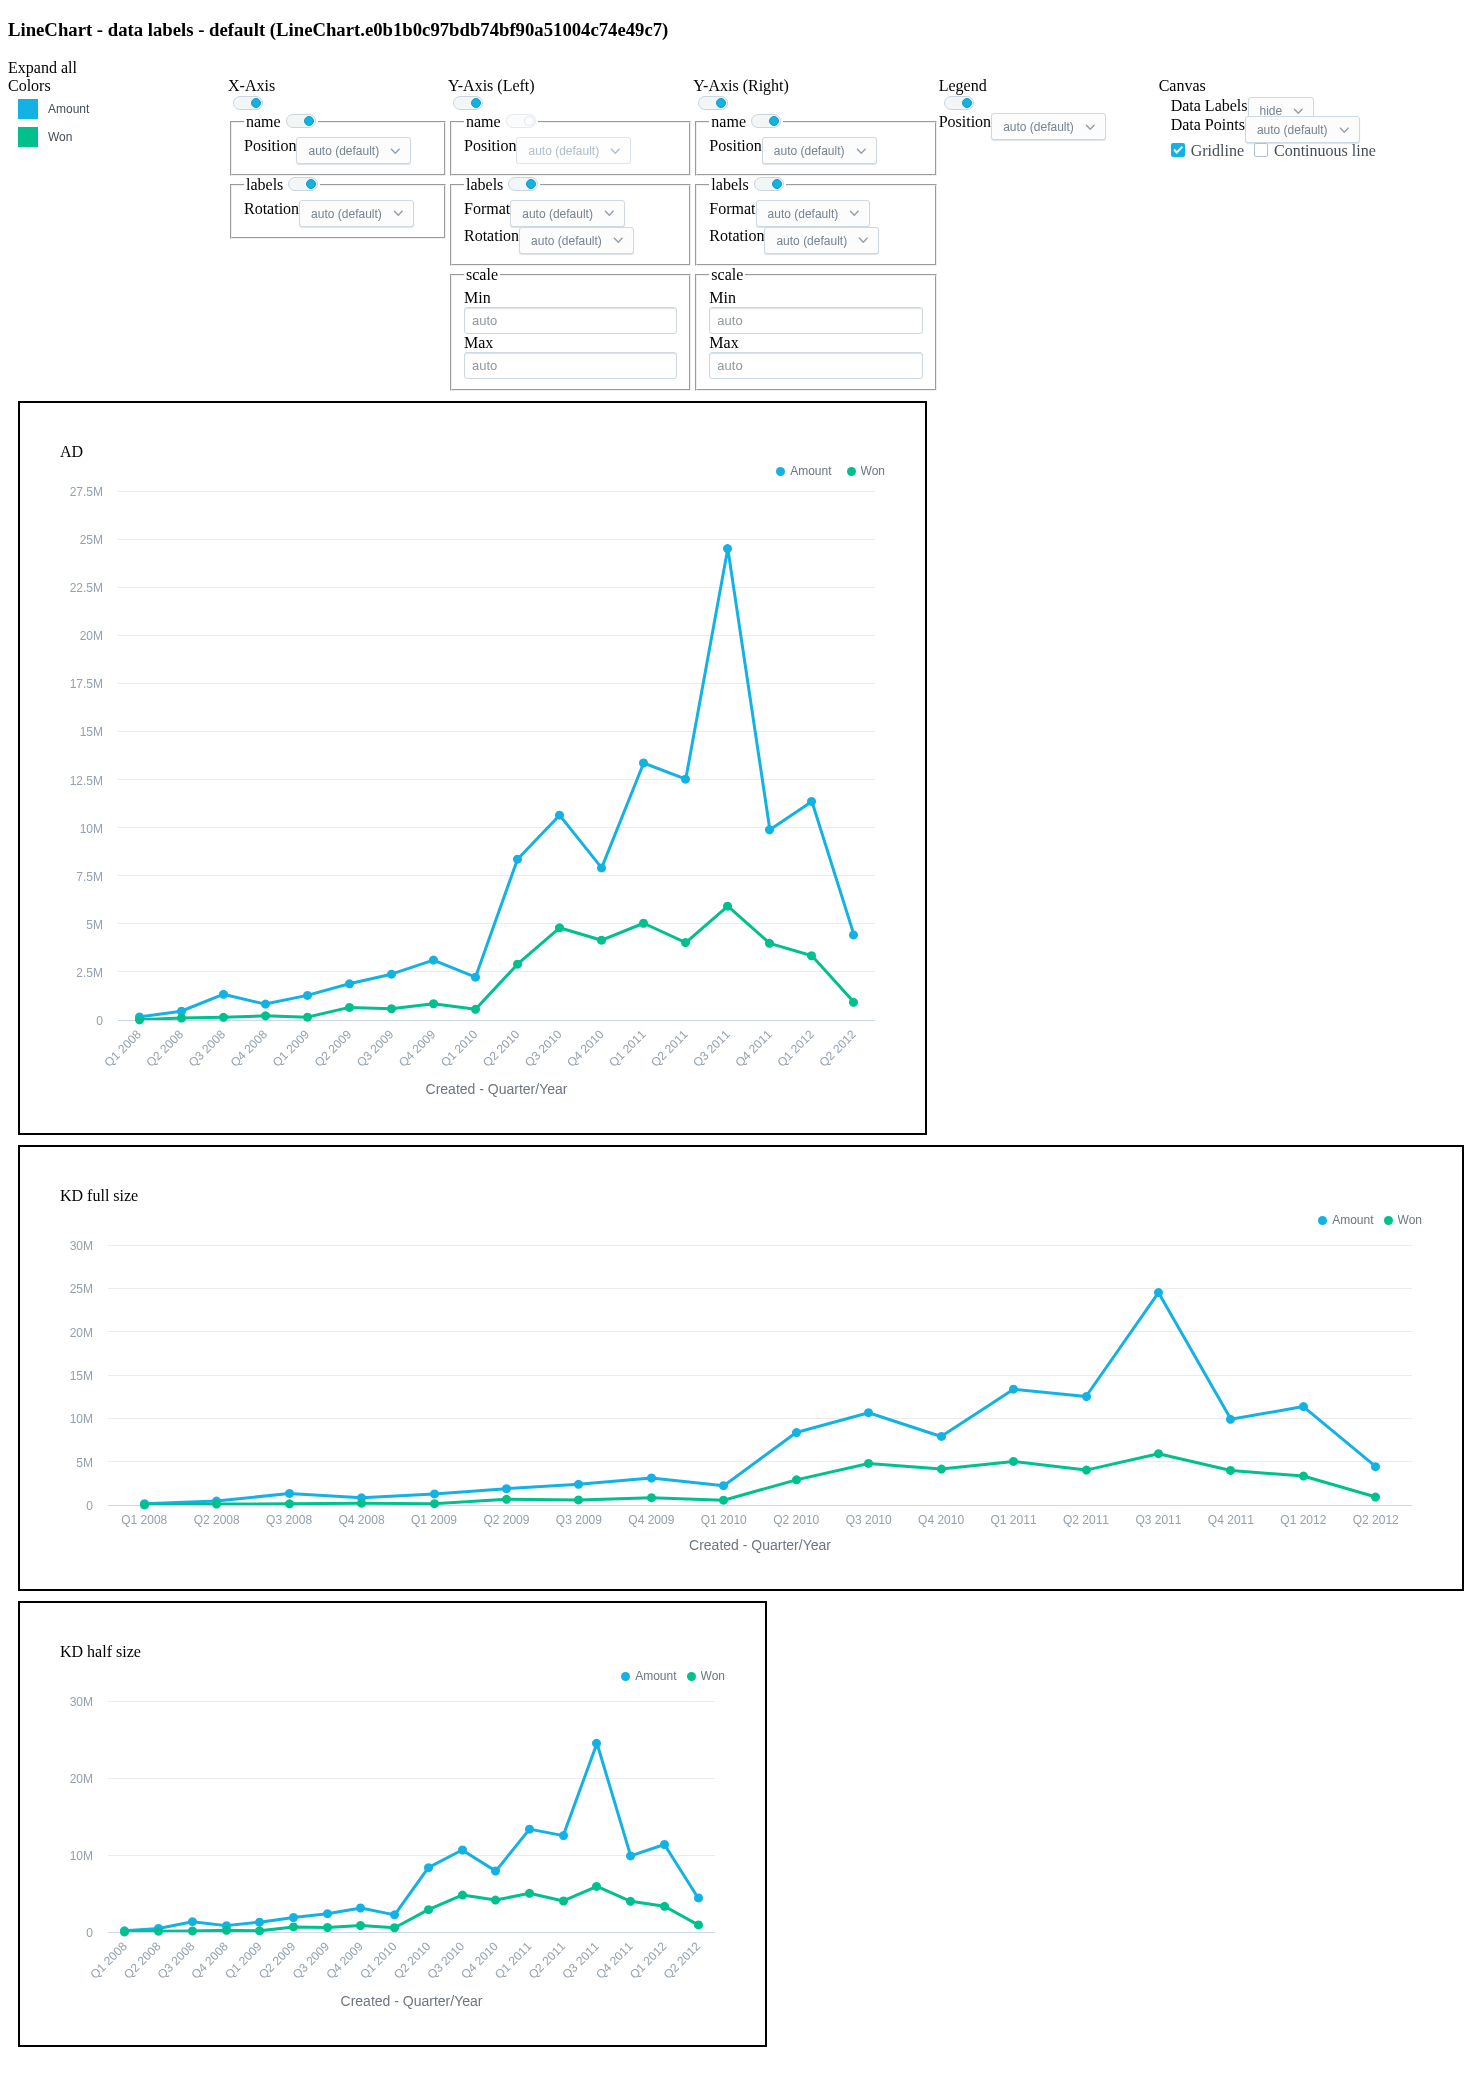 LineChart - data labels - default (LineChart.e0b1b0c97bdb74bf90a51004c74e49c7)
Expand all
Colors
Amount
Won
X-Axis
name
Position auto (default)
labels
Rotation auto (default)
Y-Axis (Left)
name
Position auto (default)
labels
Format auto (default)
Rotation auto (default)
scale
Min
auto
Max
auto
Y-Axis (Right)
name
Position auto (default)
labels
Format auto (default)
Rotation auto (default)
scale
Min
auto
Max
auto
Legend
Position auto (default)
Canvas
Data Labels hide
Data Points auto (default)
Gridline Continuous line
AD
Amount Won
27.5M
25M
22.5M
20M
17.5M
15M
12.5M
10M
7.5M
5M
2.5M
0
Q1 2008 Q2 2008 Q3 2008 Q4 2008 Q1 2009 Q2 2009 Q3 2009 Q4 2009 Q1 2010 Q2 2010 Q3 2010 Q4 2010 Q1 2011 Q2 2011 Q3 2011 Q4 2011 Q1 2012 Q2 2012
Created - Quarter/Year
KD full size
Amount Won
30M
25M
20M
15M
10M
5M
0
Q1 2008 Q2 2008 Q3 2008 Q4 2008 Q1 2009 Q2 2009 Q3 2009 Q4 2009 Q1 2010 Q2 2010 Q3 2010 Q4 2010 Q1 2011 Q2 2011 Q3 2011 Q4 2011 Q1 2012 Q2 2012
Created - Quarter/Year
KD half size
Amount Won
30M
20M
10M
0
Q1 2008 Q2 2008 Q3 2008 Q4 2008 Q1 2009 Q2 2009 Q3 2009 Q4 2009 Q1 2010 Q2 2010 Q3 2010 Q4 2010 Q1 2011 Q2 2011 Q3 2011 Q4 2011 Q1 2012 Q2 2012
Created - Quarter/Year